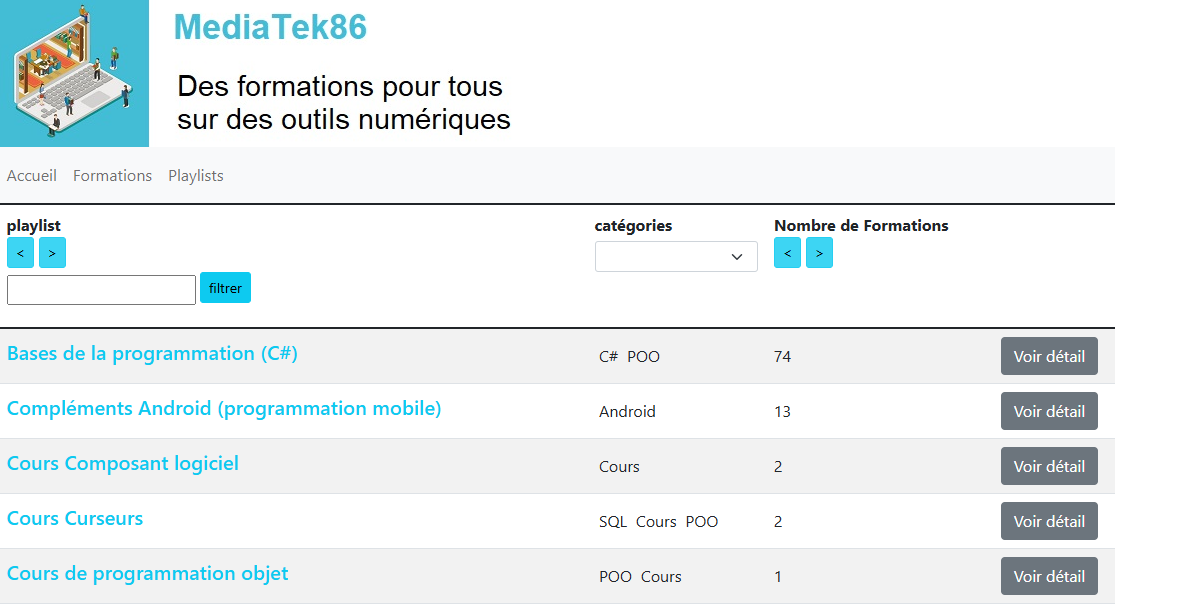 MediaTek86
Des formations pour tous
sur des outils numériques
Accueil Formations Playlists
playlist catégories Nombre de Formations
< > < >
filtrer
Bases de la programmation (C#) C# POO 74 Voir détail
Compléments Android (programmation mobile) Android 13 Voir détail
Cours Composant logiciel Cours 2 Voir détail
Cours Curseurs SQL Cours POO 2 Voir détail
Cours de programmation objet POO Cours 1 Voir détail